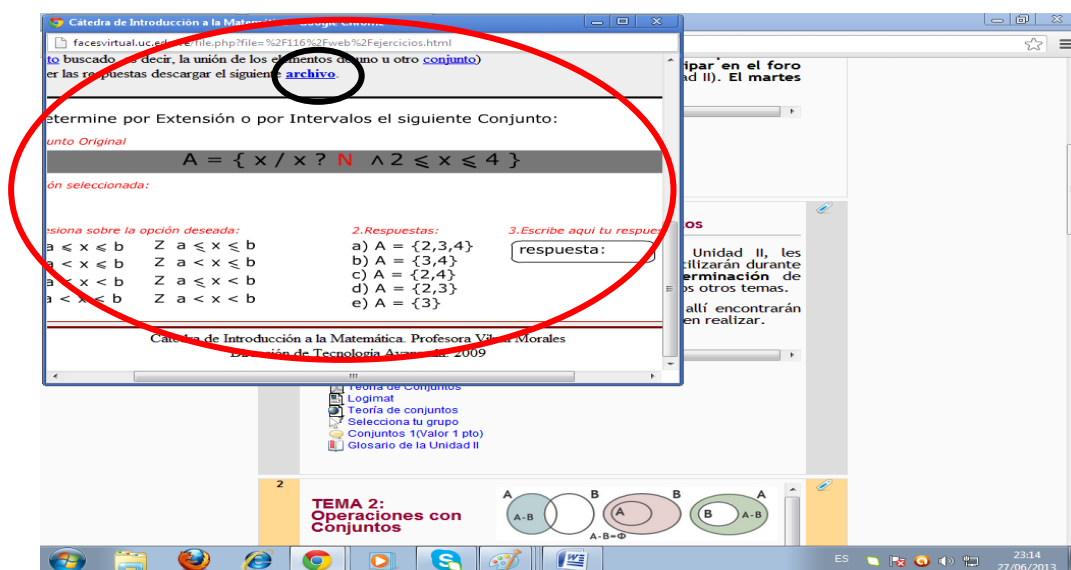 Cátedra de Introducción a la
Google Chrome
facesvirtual.uc.ed
/file.php?file=%2F116%2Fweb%2Fejercicios.html
to buscado, es decir, la unión de los elementos de uno u otro conjunto)
er las respuestas descargar el siguiente archivo.
etermine por Extensión o por Intervalos el siguiente Conjunto:
unto Original
A = { x / x ? N ∧ 2 ⩽ x ⩽ 4 }
ón seleccionada:
esiona sobre la opción deseada:
2.Respuestas:
3.Escribe aqui tu respues
a ⩽ x ⩽ b Z a ⩽ x ⩽ b
a < x ⩽ b Z a < x ⩽ b
a ⩽ x < b Z a ⩽ x < b
a < x < b Z a < x < b
a) A = {2,3,4}
b) A = {3,4}
c) A = {2,4}
d) A = {2,3}
e) A = {3}
respuesta:
Cátedra de Introducción a la Matemática. Profesora Vilma Morales
Dirección de Tecnología Avanzada. 2009
ipar en el foro
ad II). El martes
os
Unidad II, les
tilizarán durante
erminación de
os otros temas.
allí encontrarán
en realizar.
Teoría de Conjuntos
Logimat
Teoría de conjuntos
Selecciona tu grupo
Conjuntos 1(Valor 1 pto)
Glosario de la Unidad II
2
TEMA 2:
Operaciones con
Conjuntos
A B B A
A-B A B A-B
A-B=Φ
ES
23:14
27/06/2013